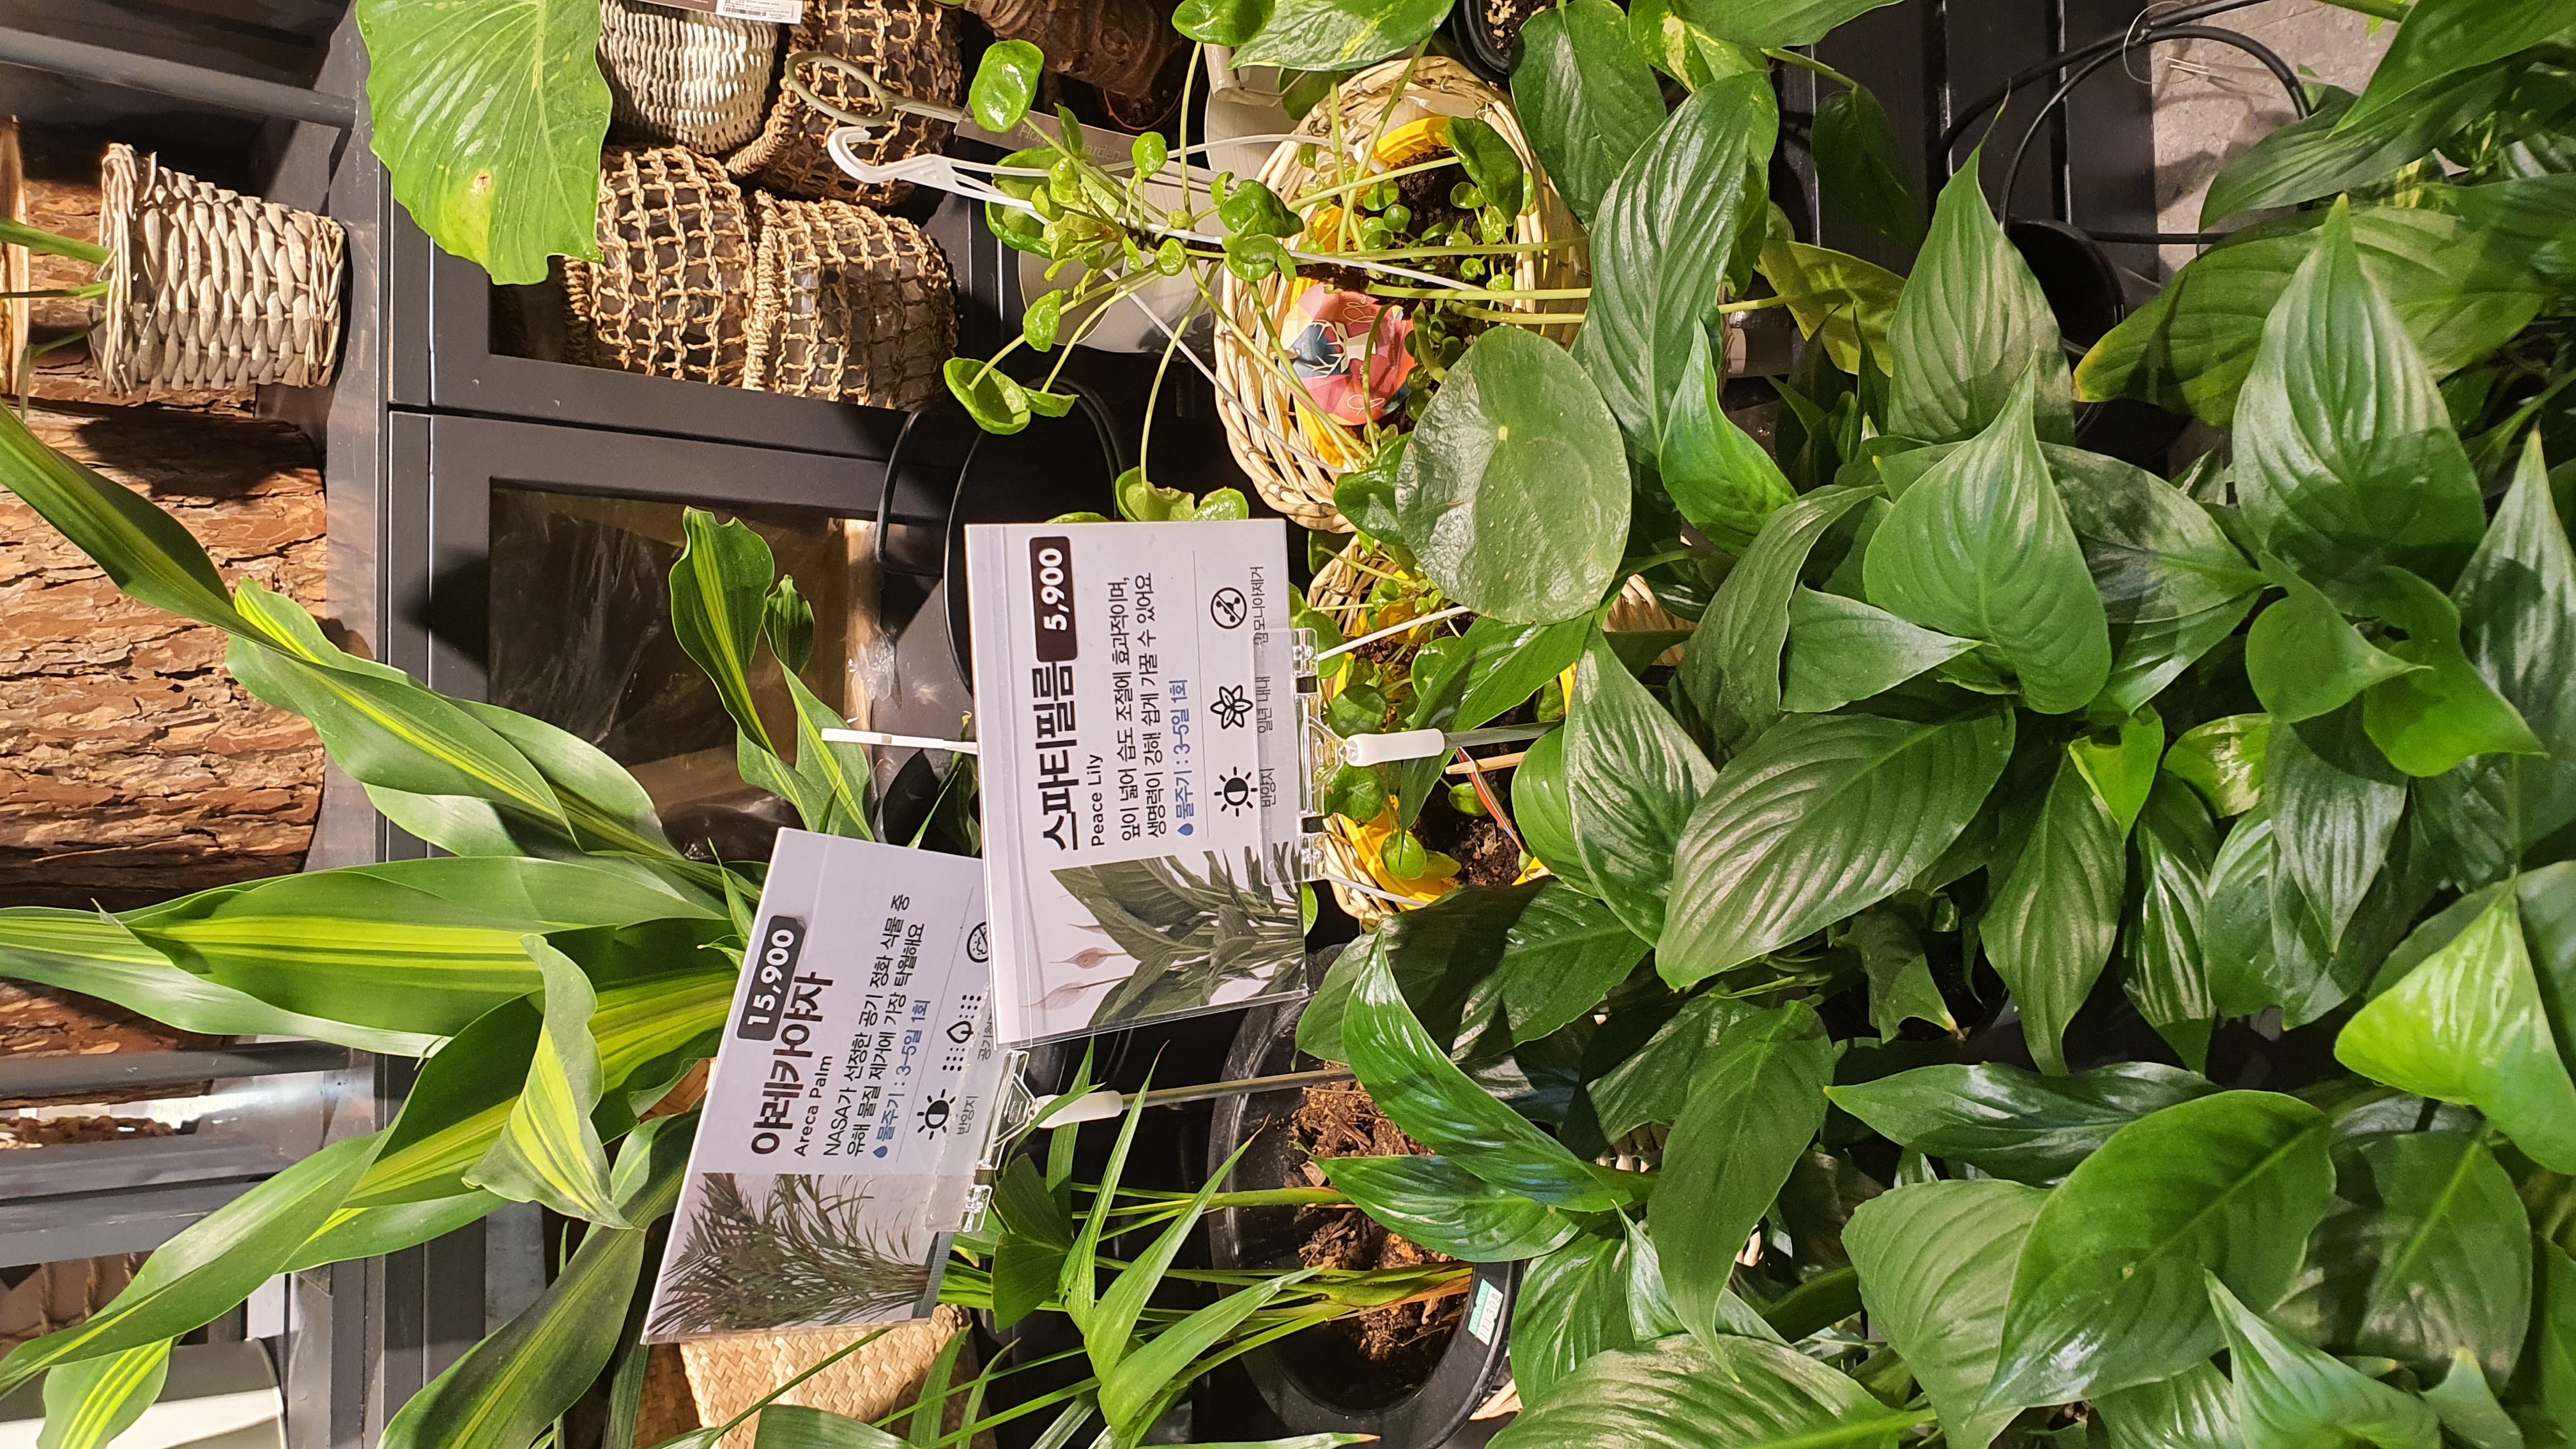 15,900
야레카야자
Areca Palm
NASA가 선정한 공기 정화 식물 중
유해 물질 제거에 가장 탁월해요
물주기 : 3-5일 1회
반양지
스파티필름 5,900
Peace Lily
잎이 넓어 습도 조절에 효과적이며,
생명력이 강해 쉽게 가꿀 수 있어요
물주기 : 3-5일 1회
반양지 일년 내내 암모니아제거